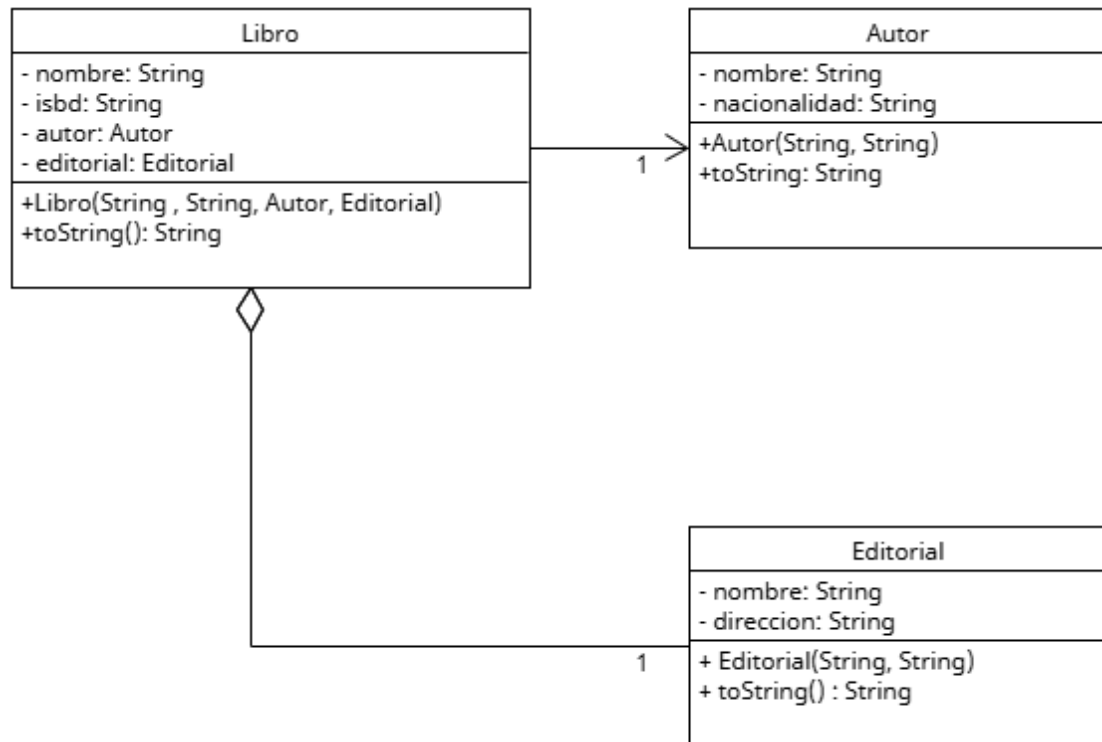 Libro
- nombre: String
- isbd: String
- autor: Autor
- editorial: Editorial
+Libro(String , String, Autor, Editorial)
+toString(): String
1
Autor
- nombre: String
- nacionalidad: String
+Autor(String, String)
+toString: String
1
Editorial
- nombre: String
- direccion: String
+ Editorial(String, String)
+ toString() : String